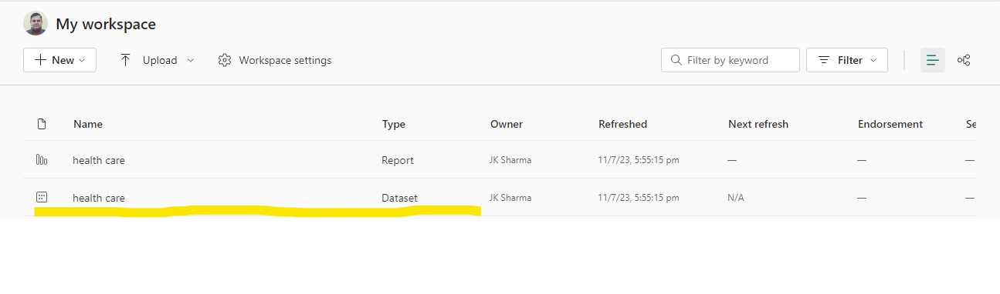 My workspace
New Upload Workspace settings Filter by keyword Filter
Name Type Owner Refreshed Next refresh Endorsement Se
health care Report JK Sharma 11/7/23, 5:55:15 pm — — —
health care Dataset JK Sharma 11/7/23, 5:55:15 pm N/A — —